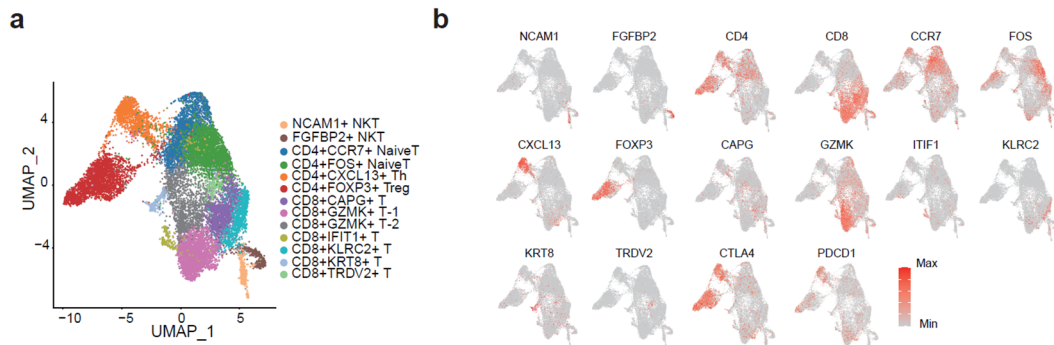 a
UMAP_2
4
0
−4
−10
−5
0
5
UMAP_1
NCAM1+ NKT
FGFBP2+ NKT
CD4+CCR7+ NaiveT
CD4+FOS+ NaiveT
CD4+CXCL13+ Th
CD4+FOXP3+ Treg
CD8+CAPG+ T
CD8+GZMK+ T-1
CD8+GZMK+ T-2
CD8+IFIT1+ T
CD8+KLRC2+ T
CD8+KRT8+ T
CD8+TRDV2+ T
b
NCAM1 FGFBP2 CD4 CD8 CCR7 FOS
CXCL13 FOXP3 CAPG GZMK ITIF1 KLRC2
KRT8 TRDV2 CTLA4 PDCD1
Max
Min